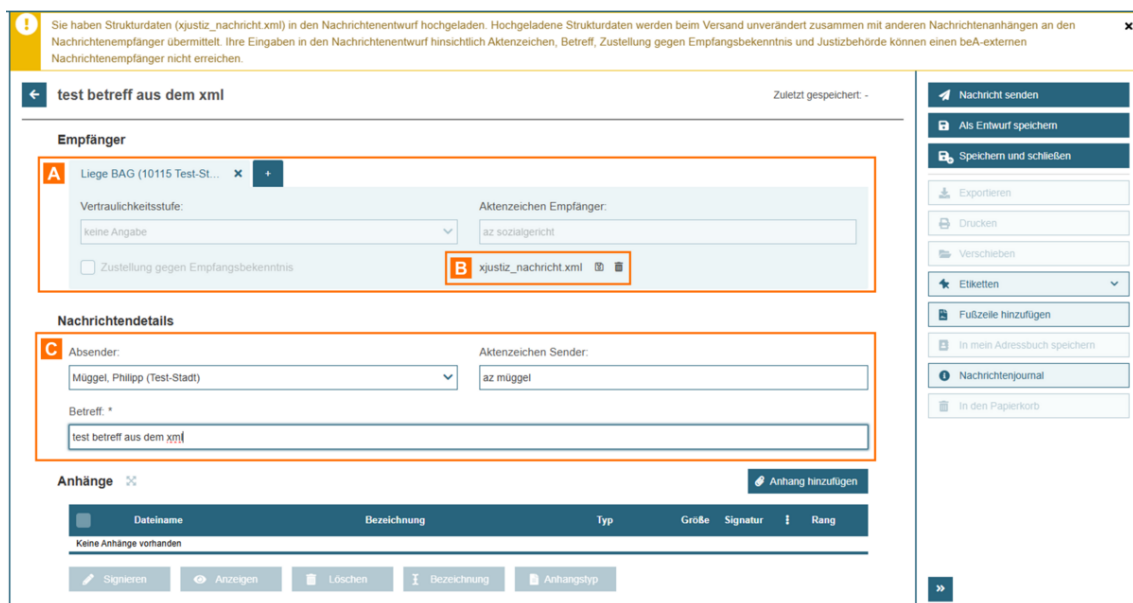 Sie haben Strukturdaten (xjustiz_nachricht.xml) in den Nachrichtenentwurf hochgeladen. Hochgeladene Strukturdaten werden beim Versand unverändert zusammen mit anderen Nachrichtenanhängen an den
Nachrichtenempfänger übermittelt. Ihre Eingaben in den Nachrichtenentwurf hinsichtlich Aktenzeichen, Betreff, Zustellung gegen Empfangsbekenntnis und Justizbehörde können einen beA-externen
Nachrichtenempfänger nicht erreichen.
test betreff aus dem xml
Zuletzt gespeichert: -
Empfänger
A
Liege BAG (10115 Test-St...
+
Vertraulichkeitsstufe:
Aktenzeichen Empfänger:
keine Angabe
az sozialgericht
Zustellung gegen Empfangsbekenntnis
B
xjustiz_nachricht.xml
Nachrichtendetails
C
Absender:
Aktenzeichen Sender:
Müggel, Philipp (Test-Stadt)
az müggel
Betreff: *
test betreff aus dem xml
Anhänge
Anhang hinzufügen
Dateiname Bezeichnung Typ Größe Signatur Rang
Keine Anhänge vorhanden
Signieren
Anzeigen
Löschen
Bezeichnung
Anhangstyp
Nachricht senden
Als Entwurf speichern
Speichern und schließen
Exportieren
Drucken
Verschieben
Etiketten
Fußzeile hinzufügen
In mein Adressbuch speichern
Nachrichtenjournal
In den Papierkorb